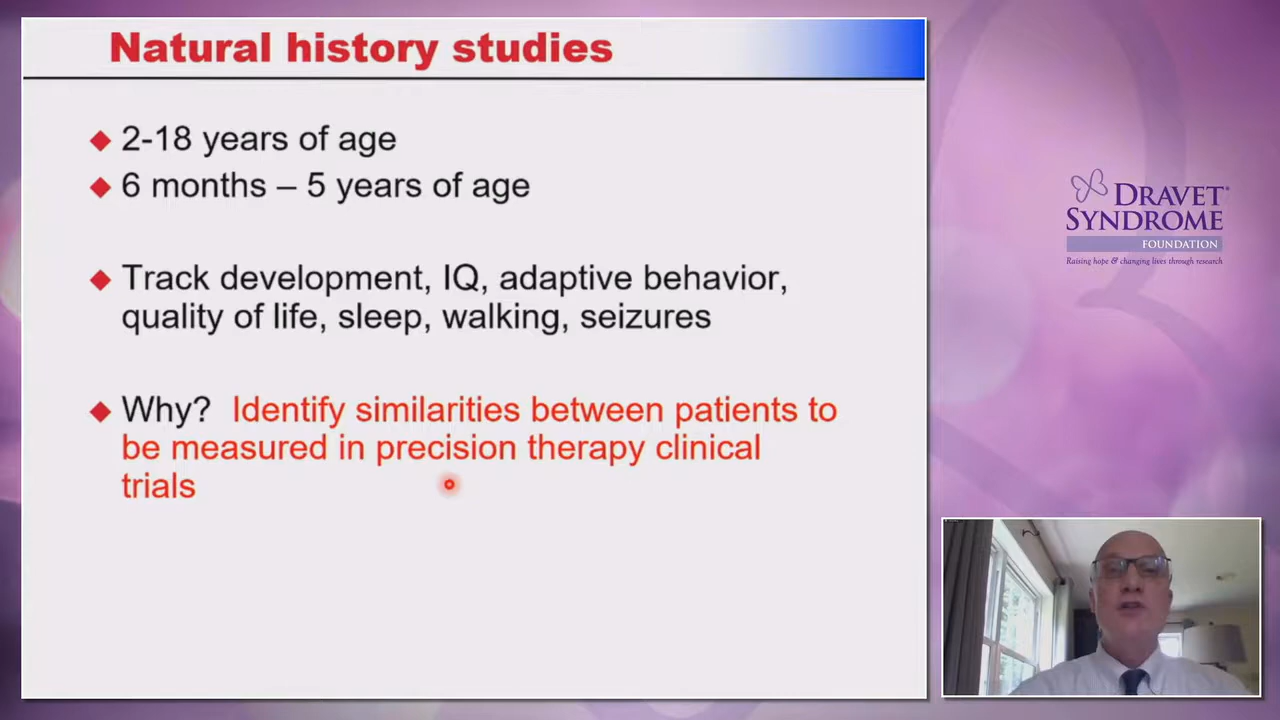 Natural history studies
2-18 years of age
6 months – 5 years of age
Track development, IQ, adaptive behavior,
quality of life, sleep, walking, seizures
Why? Identify similarities between patients to
be measured in precision therapy clinical
trials
DRAVET®
SYNDROME
FOUNDATION
Raising hope & changing lives through research